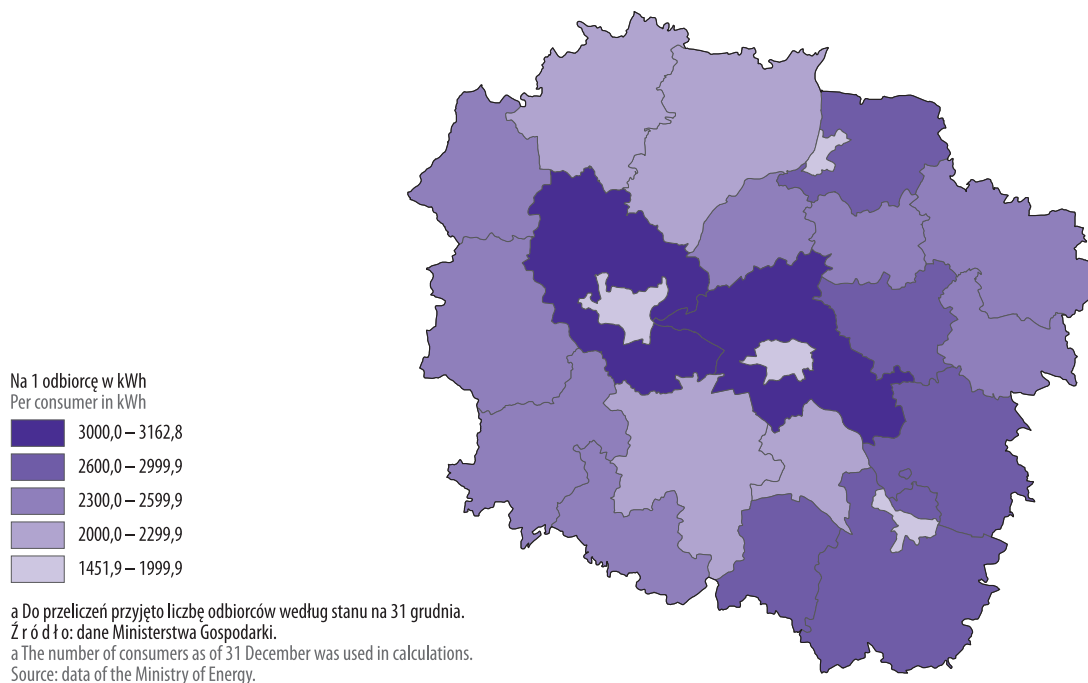 Na 1 odbiorcę w kWh
Per consumer in kWh
3000,0 – 3162,8
2600,0 – 2999,9
2300,0 – 2599,9
2000,0 – 2299,9
1451,9 – 1999,9
a Do przeliczeń przyjęto liczbę odbiorców według stanu na 31 grudnia.
Ź r ó d ł o: dane Ministerstwa Gospodarki.
a The number of consumers as of 31 December was used in calculations.
Source: data of the Ministry of Energy.